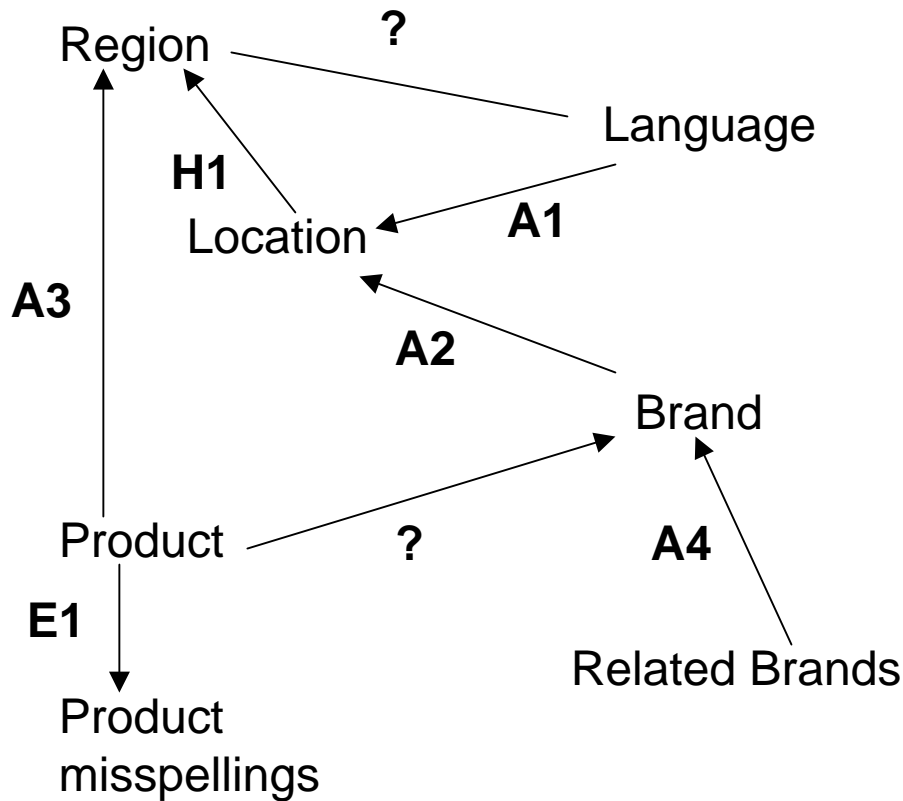 ?
Region
Language
H1
A1
Location
A3
A2
Brand
Product
?
A4
E1
Related Brands
Product
misspellings